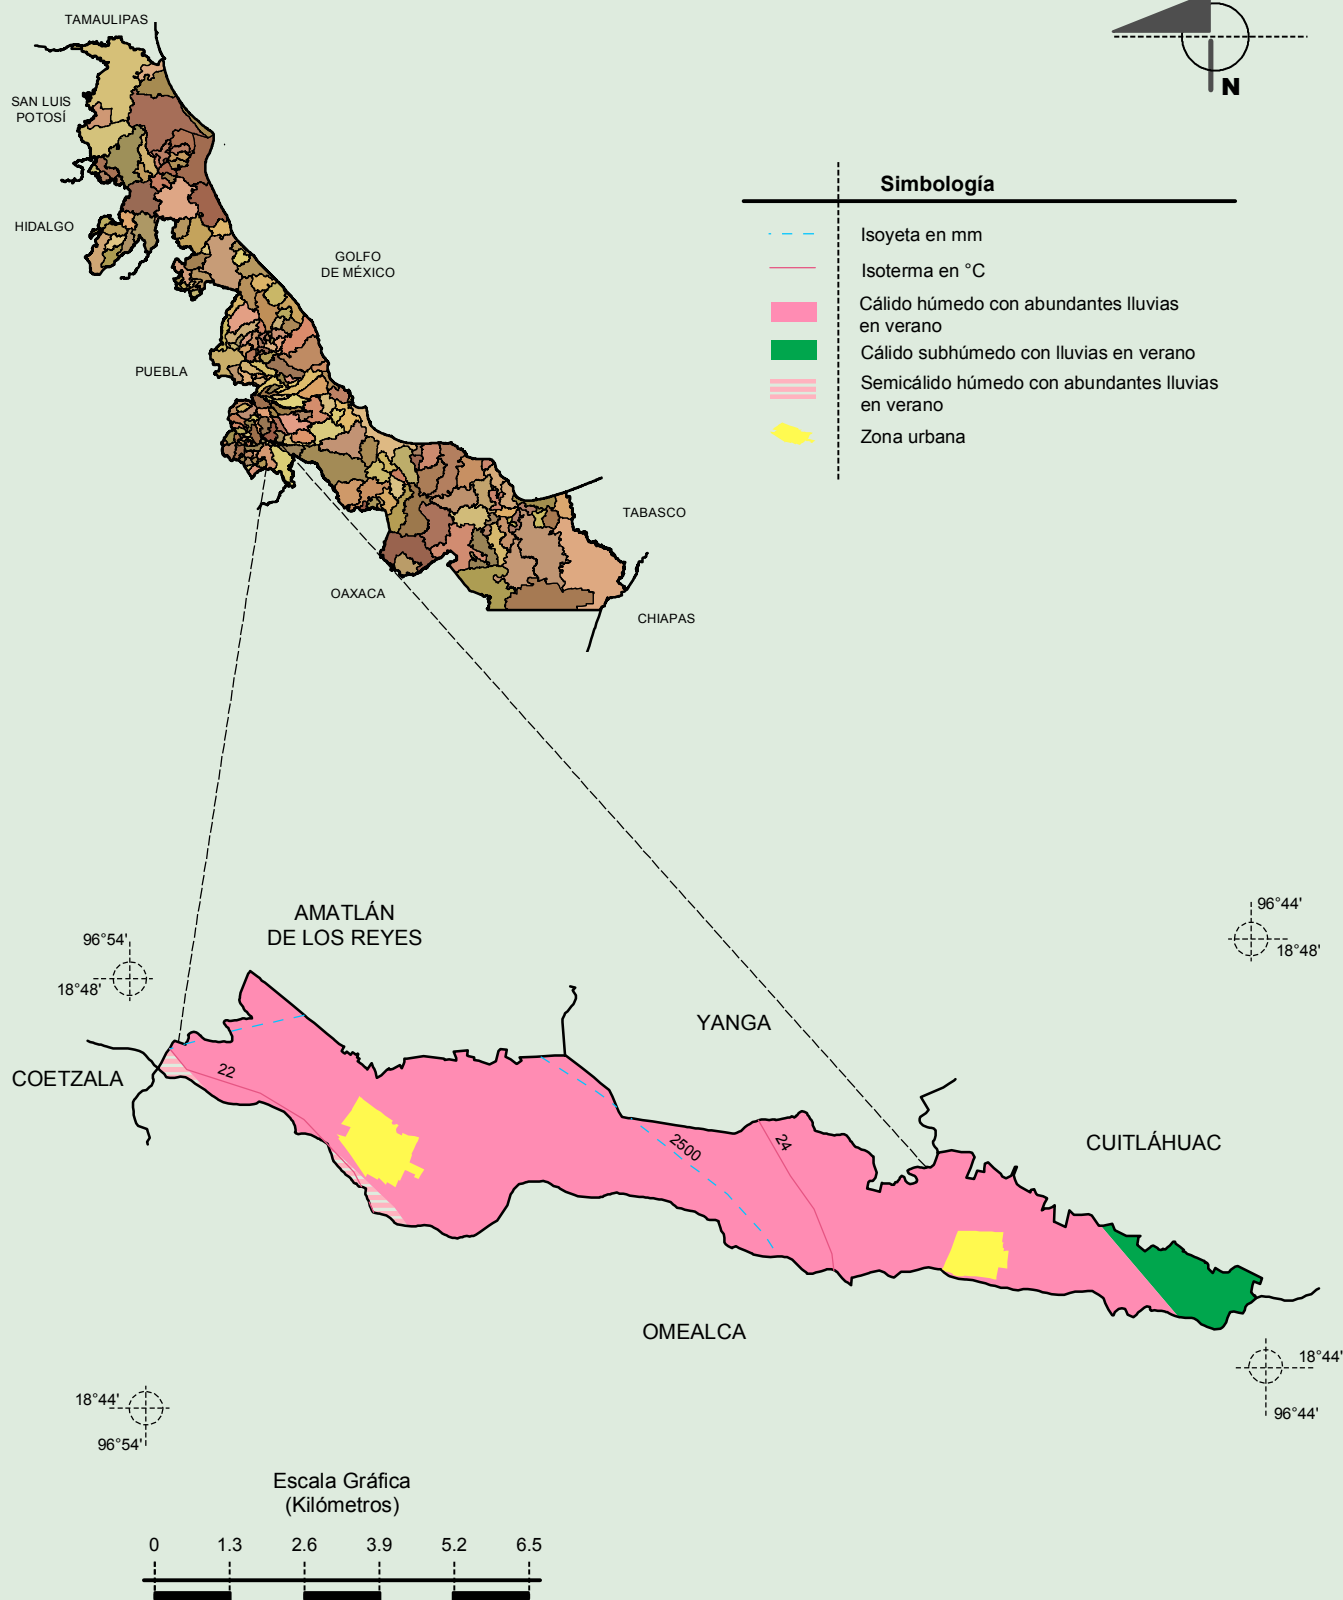 TAMAULIPAS
SAN LUIS
POTOSÍ
HIDALGO
GOLFO
DE MÉXICO
PUEBLA
TABASCO
OAXACA
CHIAPAS
N
Simbología
Isoyeta en mm
Isoterma en °C
Cálido húmedo con abundantes lluvias
en verano
Cálido subhúmedo con lluvias en verano
Semicálido húmedo con abundantes lluvias
en verano
Zona urbana
AMATLÁN
DE LOS REYES
96°54'
18°48'
96°44'
18°48'
YANGA
COETZALA
22
2500
24
CUITLÁHUAC
OMEALCA
18°44'
96°54'
18°44'
96°44'
Escala Gráfica
(Kilómetros)
0 1.3 2.6 3.9 5.2 6.5